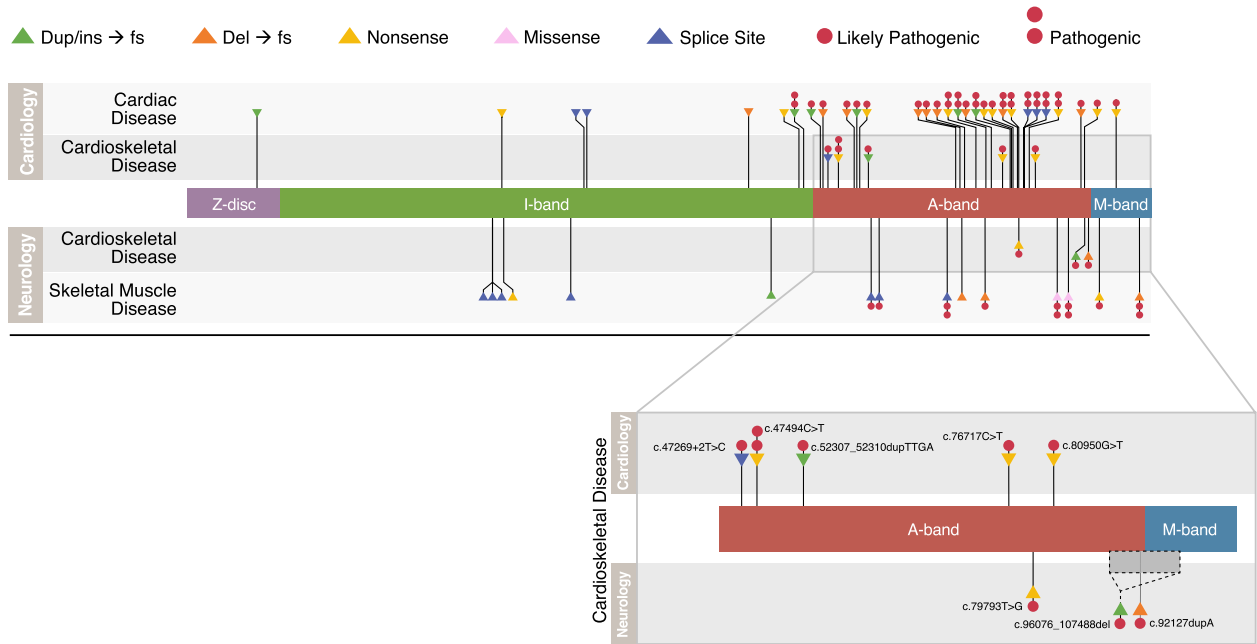 Dup/ins → fs
Del → fs
Nonsense
Missense
Splice Site
Likely Pathogenic
Pathogenic
Cardiology
Cardiac
Disease
Cardioskeletal
Disease
Z-disc
I-band
A-band
M-band
Neurology
Cardioskeletal
Disease
Skeletal Muscle
Disease
Cardioskeletal Disease
Cardiology
c.47269+2T>C
c.47494C>T
c.52307_52310dupTTGA
c.76717C>T
c.80950G>T
A-band
M-band
Neurology
c.79793T>G
c.96076_107488del
c.92127dupA